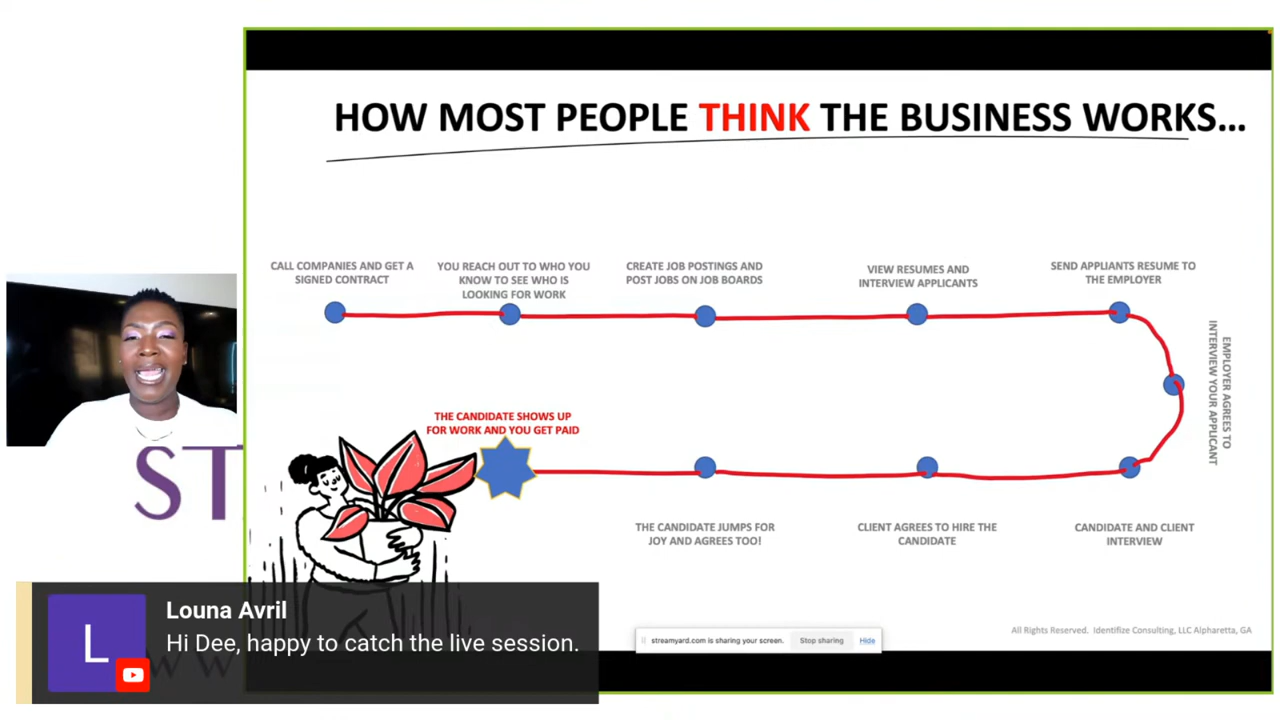 HOW MOST PEOPLE THINK THE BUSINESS WORKS...
CALL COMPANIES AND GET A
SIGNED CONTRACT
YOU REACH OUT TO WHO YOU
KNOW TO SEE WHO IS
LOOKING FOR WORK
CREATE JOB POSTINGS AND
POST JOBS ON JOB BOARDS
VIEW RESUMES AND
INTERVIEW APPLICANTS
SEND APPLIANTS RESUME TO
THE EMPLOYER
EMPLOYER AGREES TO
INTERVIEW YOUR APPLICANT
THE CANDIDATE SHOWS UP
FOR WORK AND YOU GET PAID
THE CANDIDATE JUMPS FOR
JOY AND AGREES TOO!
CLIENT AGREES TO HIRE THE
CANDIDATE
CANDIDATE AND CLIENT
INTERVIEW
ST
L
Louna Avril
Hi Dee, happy to catch the live session.
streamyard.com is sharing your screen. Stop sharing Hide
All Rights Reserved. Identifize Consulting, LLC Alpharetta, GA